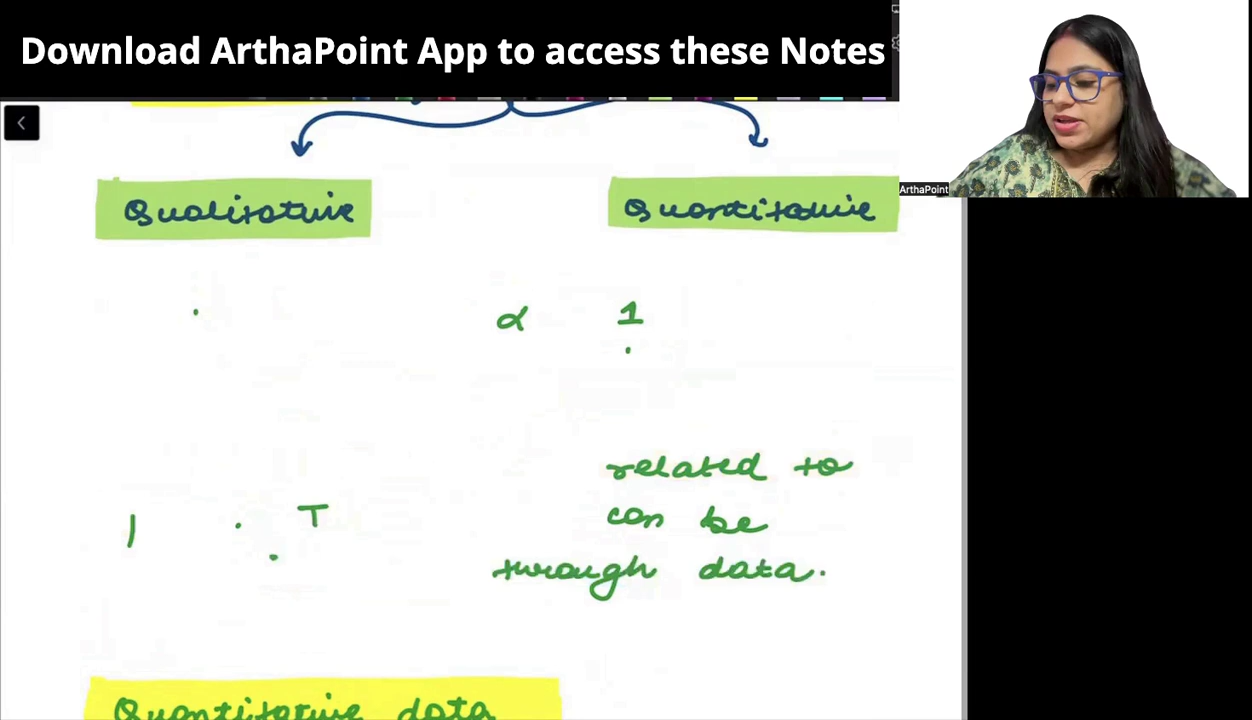 Download ArthaPoint App to access these Notes
ArthaPoint
Qualitative
Quantitative
α 1
related to
T
can be
through data.
Quantitative data